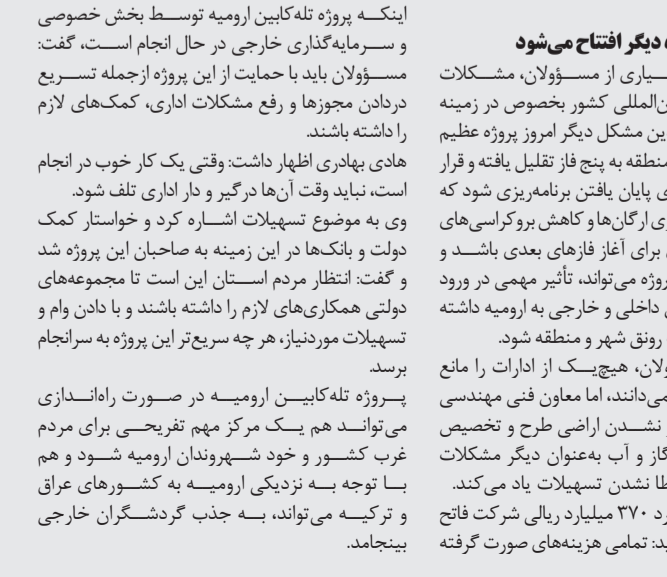 ه دیگر افتتاح می‌شود
سیاری از مسؤولان، مشکلات
ن‌المللی کشور بخصوص در زمینه
ین مشکل دیگر امروز پروژه عظیم
منطقه به پنج فاز تقلیل یافته و قرار
ی پایان یافتن برنامه‌ریزی شود که
ی ارگان‌ها و کاهش بروکراسی‌های
برای آغاز فازهای بعدی باشد و
روژه می‌تواند، تأثیر مهمی در ورود
داخلی و خارجی به ارومیه داشته
رونق شهر و منطقه شود.
ولان، هیچیک از ادارات را مانع
می‌دانند، اما معاون فنی مهندسی
نشدن اراضی طرح و تخصیص
گاز و آب به‌عنوان دیگر مشکلات
طا نشدن تسهیلات یاد می‌کند.
رد ۳۷۰ میلیارد ریالی شرکت فاتح
ید: تمامی هزینه‌های صورت گرفته
اینکه پروژه تله‌کابین ارومیه توسط بخش خصوصی
و سرمایه‌گذاری خارجی در حال انجام است، گفت:
مسؤولان باید با حمایت از این پروژه ازجمله تسریع
دردادن مجوزها و رفع مشکلات اداری، کمک‌های لازم
را داشته باشند.
هادی بهادری اظهار داشت: وقتی یک کار خوب در انجام
است، نباید وقت آن‌ها درگیر و دار اداری تلف شود.
وی به موضوع تسهیلات اشاره کرد و خواستار کمک
دولت و بانک‌ها در این زمینه به صاحبان این پروژه شد
و گفت: انتظار مردم استان این است تا مجموعه‌های
دولتی همکاری‌های لازم را داشته باشند و با دادن وام و
تسهیلات موردنیاز، هر چه سریع‌تر این پروژه به سرانجام
برسد.
پروژه تله‌کابین ارومیه در صورت راه‌اندازی
می‌تواند هم یک مرکز مهم تفریحی برای مردم
غرب کشور و خود شهروندان ارومیه شود و هم
با توجه به نزدیکی ارومیه به کشورهای عراق
و ترکیه می‌تواند، به جذب گردشگران خارجی
بینجامد.